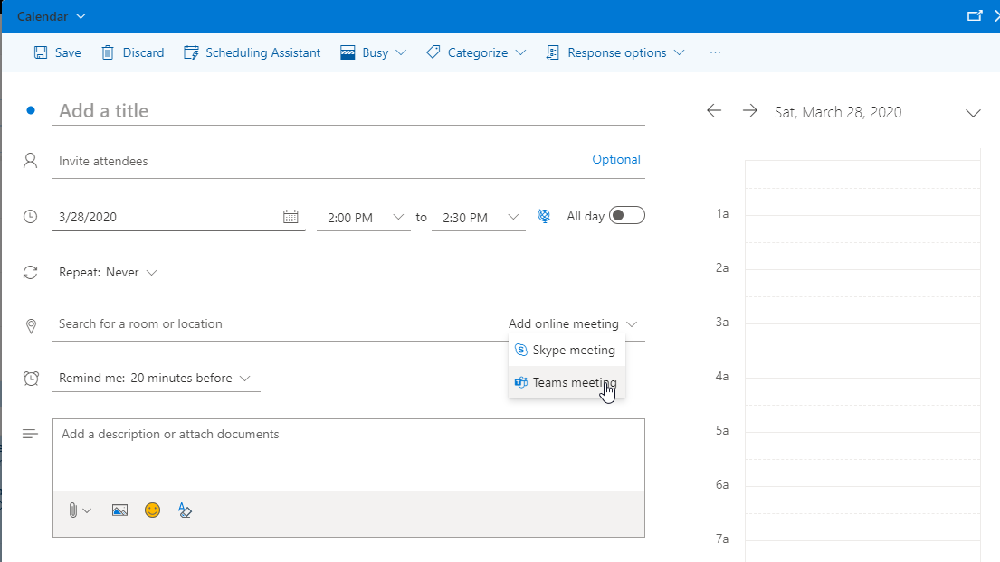 Calendar
Save Discard Scheduling Assistant Busy Categorize Response options ...
Add a title
Invite attendees Optional
3/28/2020 2:00 PM to 2:30 PM All day
Repeat: Never
Search for a room or location Add online meeting
Skype meeting
Teams meeting
Remind me: 20 minutes before
Add a description or attach documents
Sat, March 28, 2020
1a
2a
3a
4a
5a
6a
7a